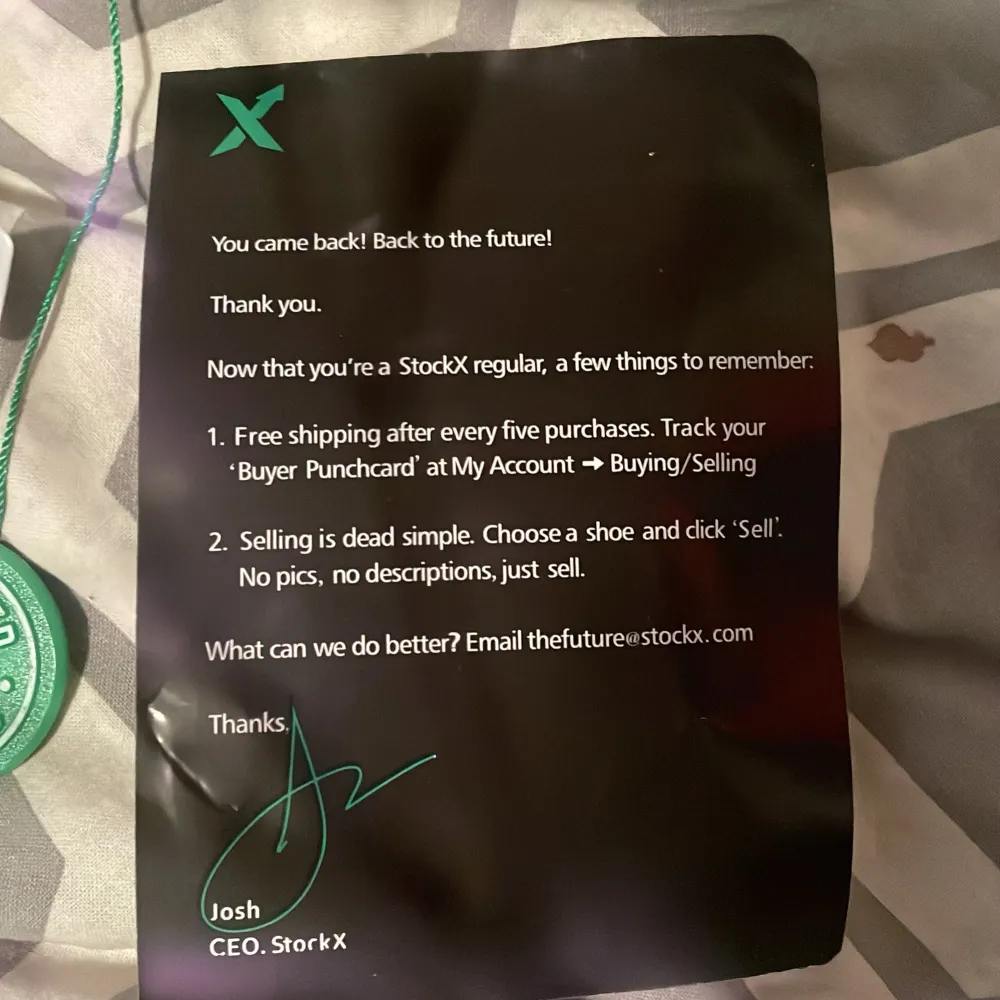 You came back! Back to the future!
Thank you.
Now that you're a StockX regular, a few things to remember:
1. Free shipping after every five purchases. Track your
'Buyer Punchcard' at My Account → Buying/Selling
2. Selling is dead simple. Choose a shoe and click 'Sell'.
No pics, no descriptions, just sell.
What can we do better? Email thefuture@stockx.com
Thanks,
Josh
CEO. StorkX